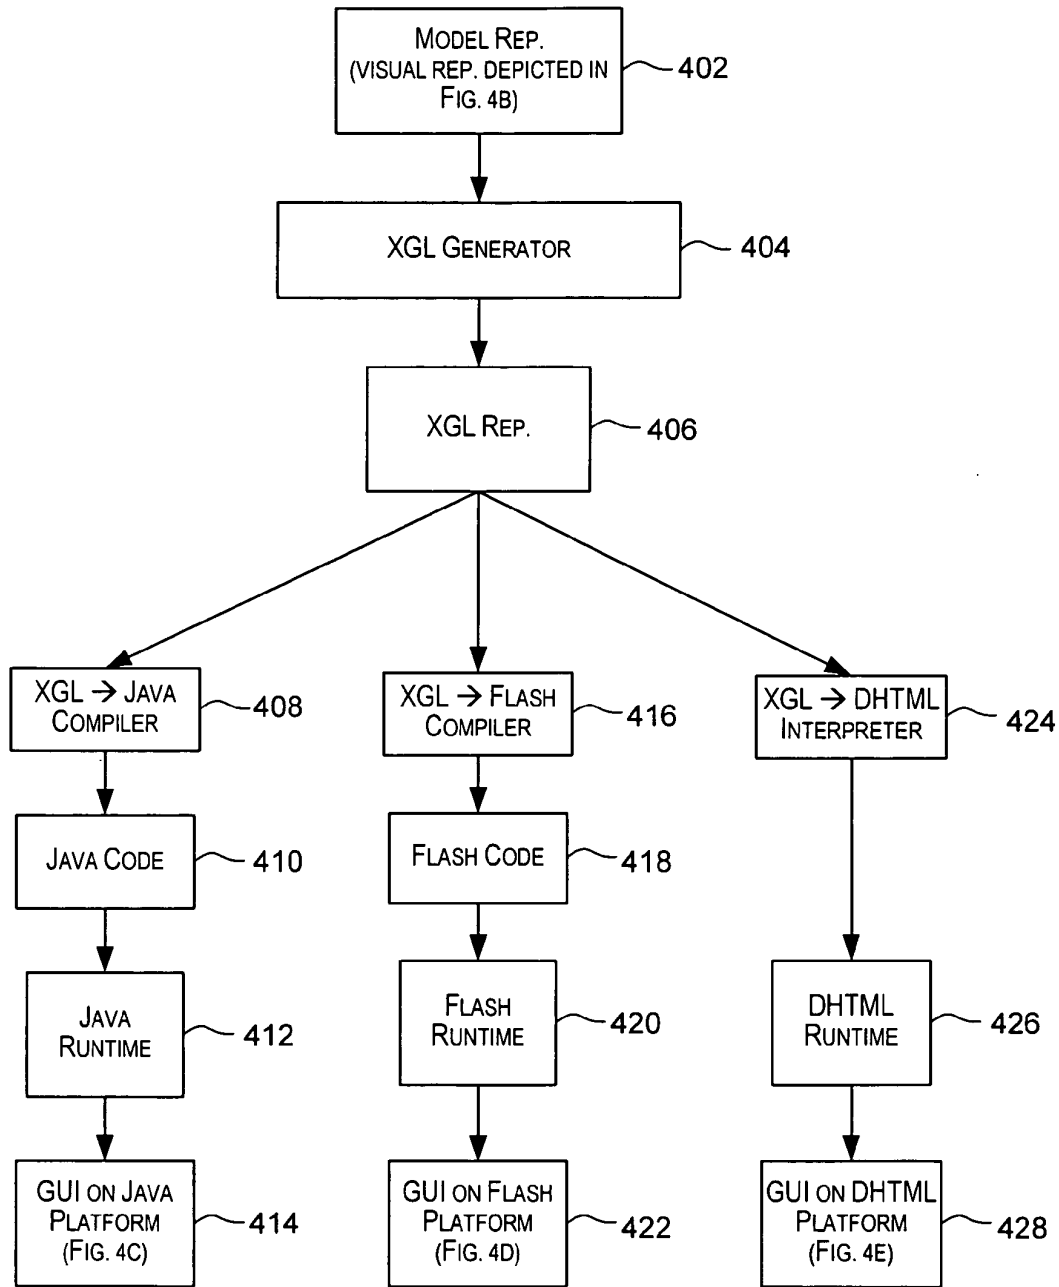 MODEL REP.
(VISUAL REP. DEPICTED IN
FIG. 4B)
402
XGL GENERATOR
404
XGL REP.
406
XGL → JAVA
COMPILER
408
XGL → FLASH
COMPILER
416
XGL → DHTML
INTERPRETER
424
JAVA CODE
410
FLASH CODE
418
JAVA
RUNTIME
412
FLASH
RUNTIME
420
DHTML
RUNTIME
426
GUI ON JAVA
PLATFORM
(FIG. 4C)
414
GUI ON FLASH
PLATFORM
(FIG. 4D)
422
GUI ON DHTML
PLATFORM
(FIG. 4E)
428